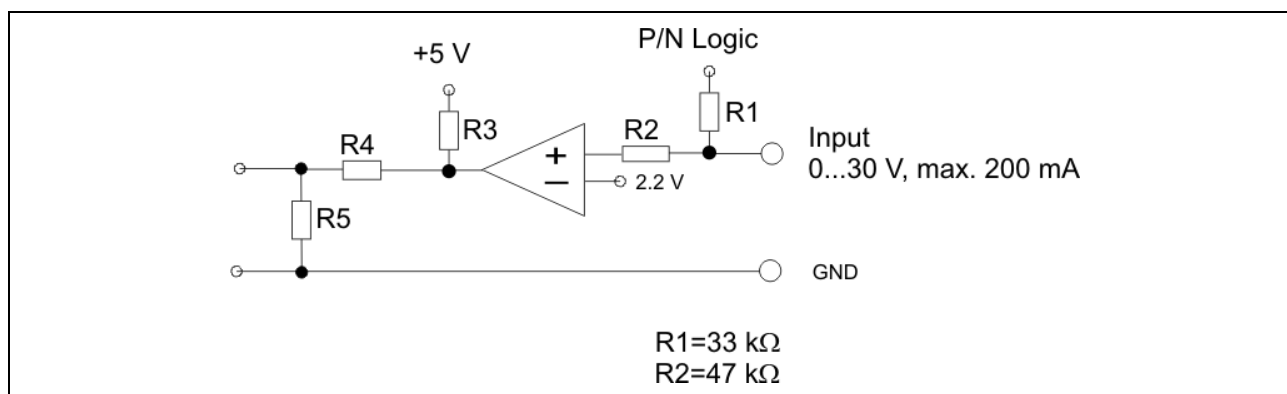 P/N Logic
+5 V
R1
R3
R2
R4
Input
0...30 V, max. 200 mA
+
−
2.2 V
R5
GND
R1=33 kΩ
R2=47 kΩ